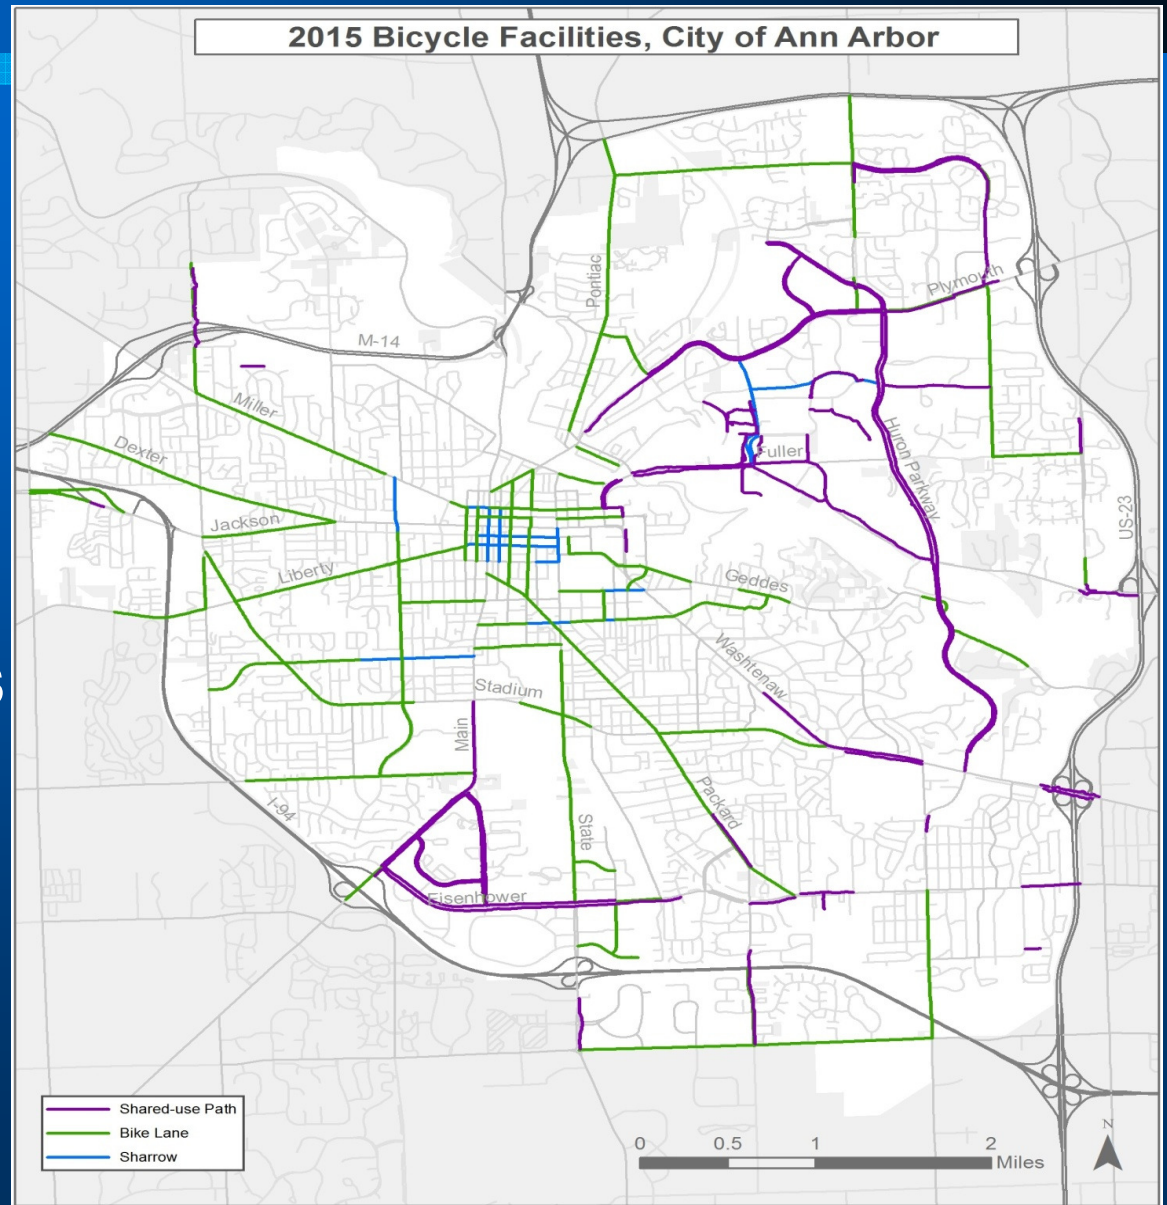 2015 Bicycle Facilities, City of Ann Arbor
Pontiac
Plymouth
M-14
Miller
Dexter
Fuller
Huron Parkway
US-23
Jackson
Liberty
Geddes
Washtenaw
Stadium
Main
Packard
I-94
State
Eisenhower
s
Shared-use Path
Bike Lane
Sharrow
N
0 0.5 1 2
Miles